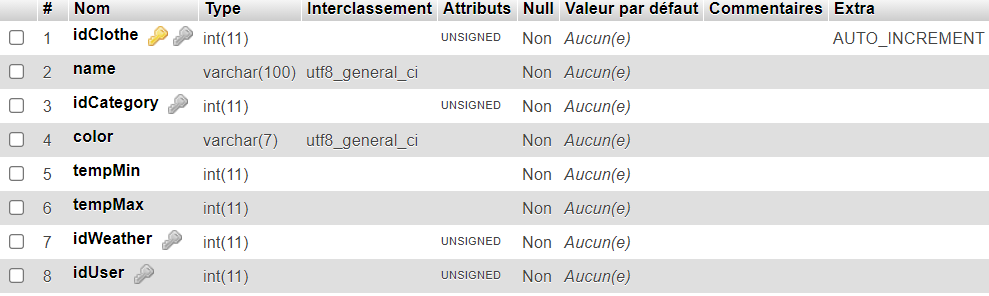 # Nom Type Interclassement Attributs Null Valeur par défaut Commentaires Extra
1 idClothe int(11) UNSIGNED Non Aucun(e) AUTO_INCREMENT
2 name varchar(100) utf8_general_ci Non Aucun(e)
3 idCategory int(11) UNSIGNED Non Aucun(e)
4 color varchar(7) utf8_general_ci Non Aucun(e)
5 tempMin int(11) Non Aucun(e)
6 tempMax int(11) Non Aucun(e)
7 idWeather int(11) UNSIGNED Non Aucun(e)
8 idUser int(11) UNSIGNED Non Aucun(e)